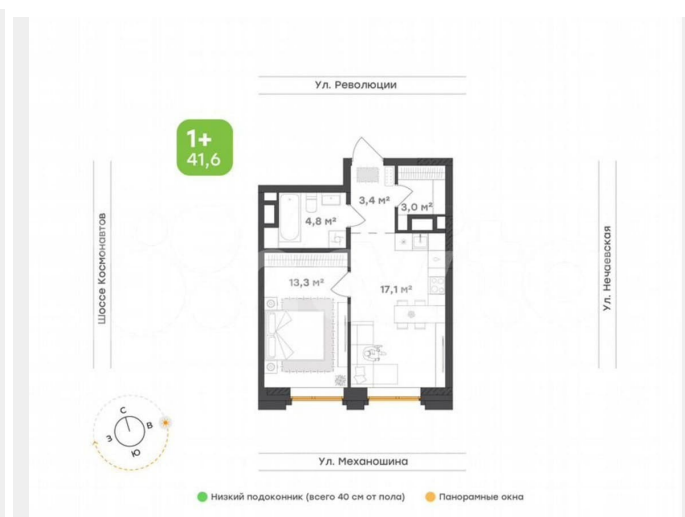 Ул. Революции
1+
41,6
3,4 м²
3,0 м²
4,8 м²
Шоссе Космонавтов
Ул. Нечаевская
13,3 м²
17,1 м²
С
В
З
Ю
Ул. Механошина
Низкий подоконник (всего 40 см от пола)
Панорамные окна